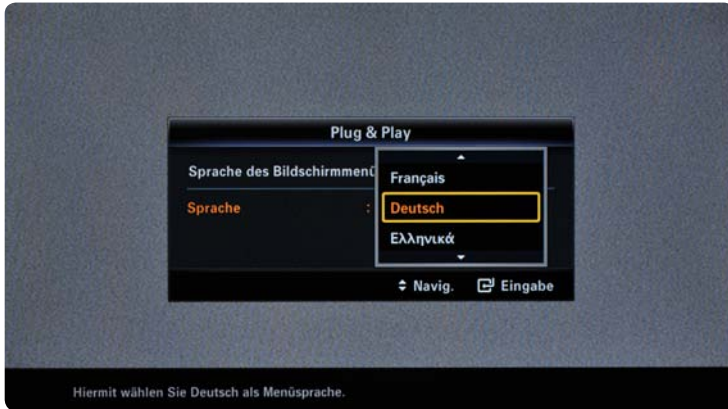 Plug & Play
Sprache des Bildschirmmenü
Français
Sprache : Deutsch
Ελληνικά
Navig. Eingabe
Hiermit wählen Sie Deutsch als Menüsprache.